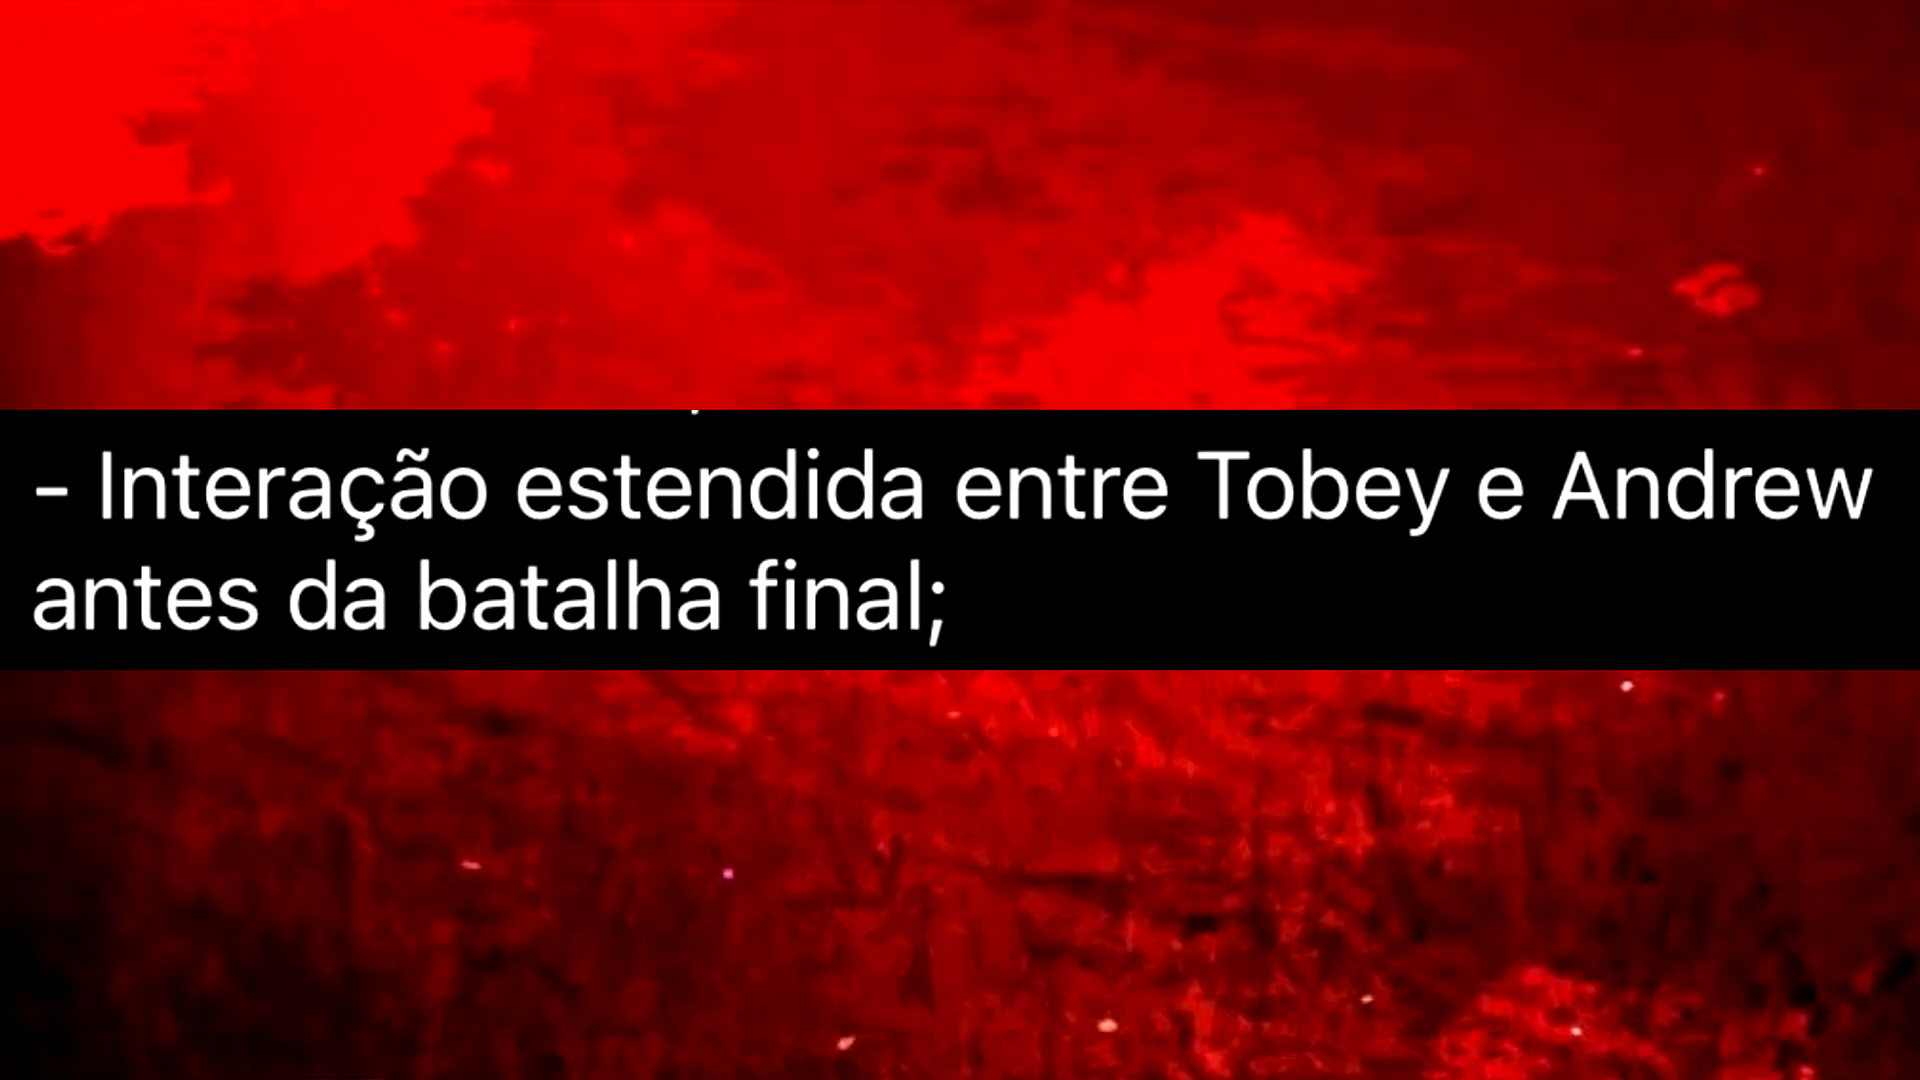 - Interação estendida entre Tobey e Andrew
antes da batalha final;